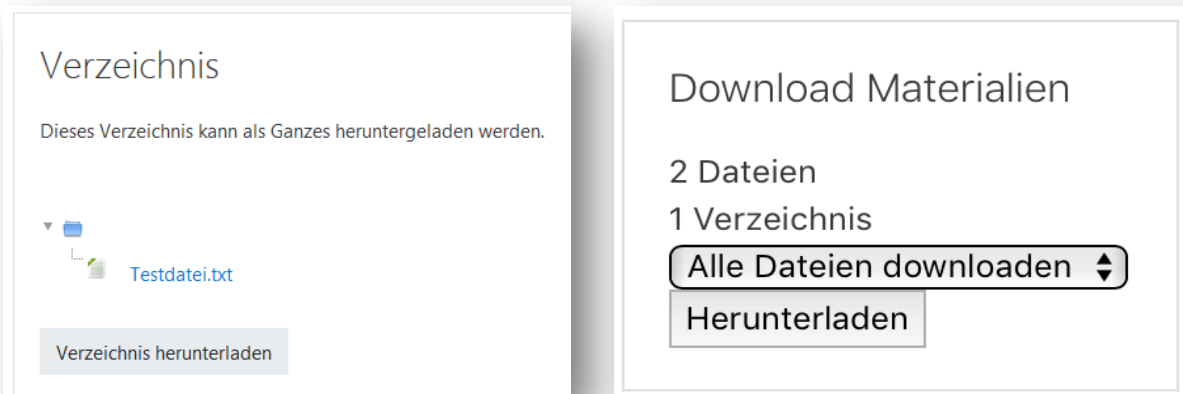 Verzeichnis
Dieses Verzeichnis kann als Ganzes heruntergeladen werden.
Testdatei.txt
Verzeichnis herunterladen
Download Materialien
2 Dateien
1 Verzeichnis
Alle Dateien downloaden
Herunterladen